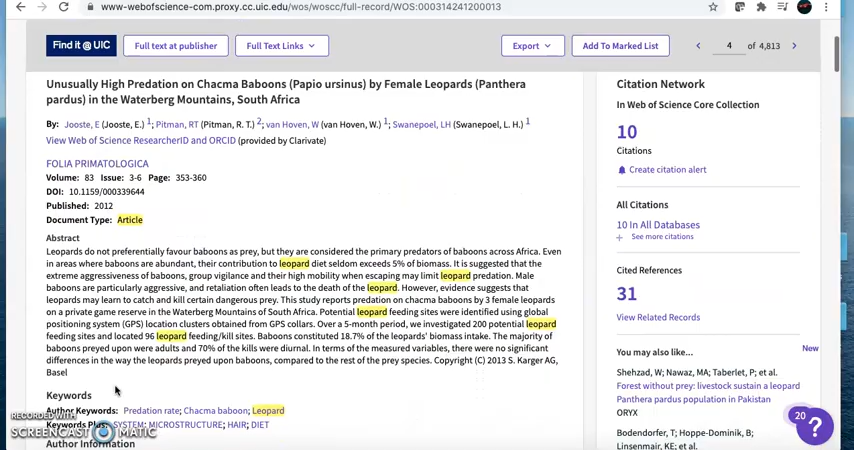 www-webofscience-com.proxy.cc.uic.edu/wos/woscc/full-record/WOS:000314241200013
Find it @ UIC
Full text at publisher
Full Text Links
Export
Add To Marked List
4 of 4,813
Unusually High Predation on Chacma Baboons (Papio ursinus) by Female Leopards (Panthera
pardus) in the Waterberg Mountains, South Africa
By: Jooste, E (Jooste, E.) 1; Pitman, RT (Pitman, R. T.) 2; van Hoven, W (van Hoven, W.) 1; Swanepoel, LH (Swanepoel, L. H.) 1
View Web of Science ResearcherID and ORCID (provided by Clarivate)
FOLIA PRIMATOLOGICA
Volume: 83 Issue: 3-6 Page: 353-360
DOI: 10.1159/000339644
Published: 2012
Document Type: Article
Abstract
Leopards do not preferentially favour baboons as prey, but they are considered the primary predators of baboons across Africa. Even
in areas where baboons are abundant, their contribution to leopard diet seldom exceeds 5% of biomass. It is suggested that the
extreme aggressiveness of baboons, group vigilance and their high mobility when escaping may limit leopard predation. Male
baboons are particularly aggressive, and retaliation often leads to the death of the leopard. However, evidence suggests that
leopards may learn to catch and kill certain dangerous prey. This study reports predation on chacma baboons by 3 female leopards
on a private game reserve in the Waterberg Mountains of South Africa. Potential leopard feeding sites were identified using global
positioning system (GPS) location clusters obtained from GPS collars. Over a 5-month period, we investigated 200 potential leopard
feeding sites and located 96 leopard feeding/kill sites. Baboons constituted 18.7% of the leopards' biomass intake. The majority of
baboons preyed upon were adults and 70% of the kills were diurnal. In terms of the measured variables, there were no significant
differences in the way the leopards preyed upon baboons, compared to the rest of the prey species. Copyright (C) 2013 S. Karger AG,
Basel
Keywords
Author Keywords: Predation rate; Chacma baboon; Leopard
Keywords Plus: SYSTEM; MICROSTRUCTURE; HAIR; DIET
Author Information
Citation Network
In Web of Science Core Collection
10
Citations
Create citation alert
All Citations
10 In All Databases
+ See more citations
Cited References
31
View Related Records
You may also like...
New
Shehzad, W; Nawaz, MA; Taberlet, P; et al.
Forest without prey: livestock sustain a leopard
Panthera pardus population in Pakistan
ORYX
Bodendorfer, T; Hoppe-Dominik, B;
Linsenmair, KE; et al.
20
?
RECORDED WITH
SCREENCAST MATIC